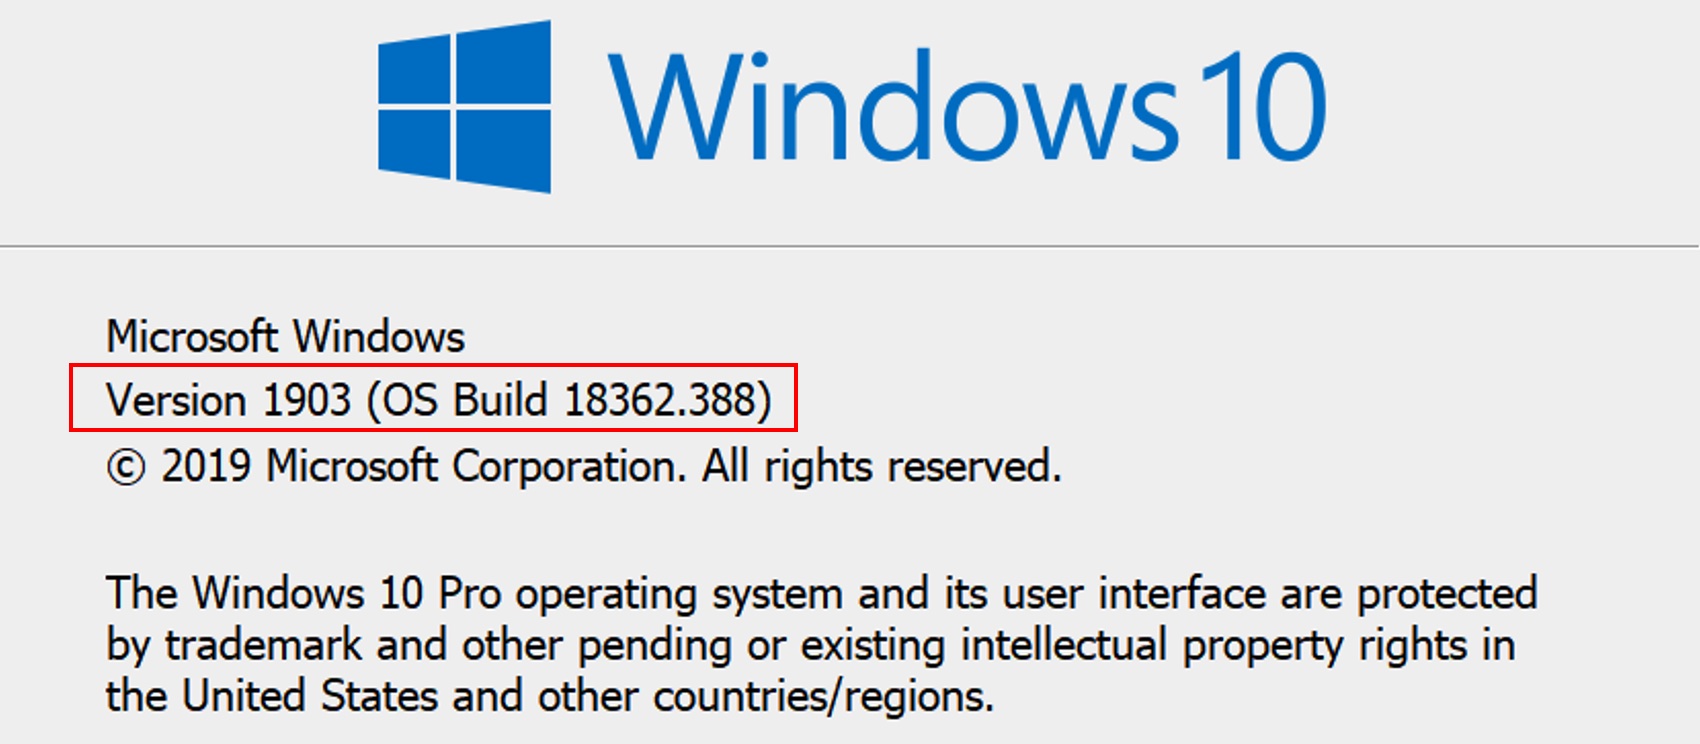 Windows 10
Microsoft Windows
Version 1903 (OS Build 18362.388)
© 2019 Microsoft Corporation. All rights reserved.
The Windows 10 Pro operating system and its user interface are protected
by trademark and other pending or existing intellectual property rights in
the United States and other countries/regions.